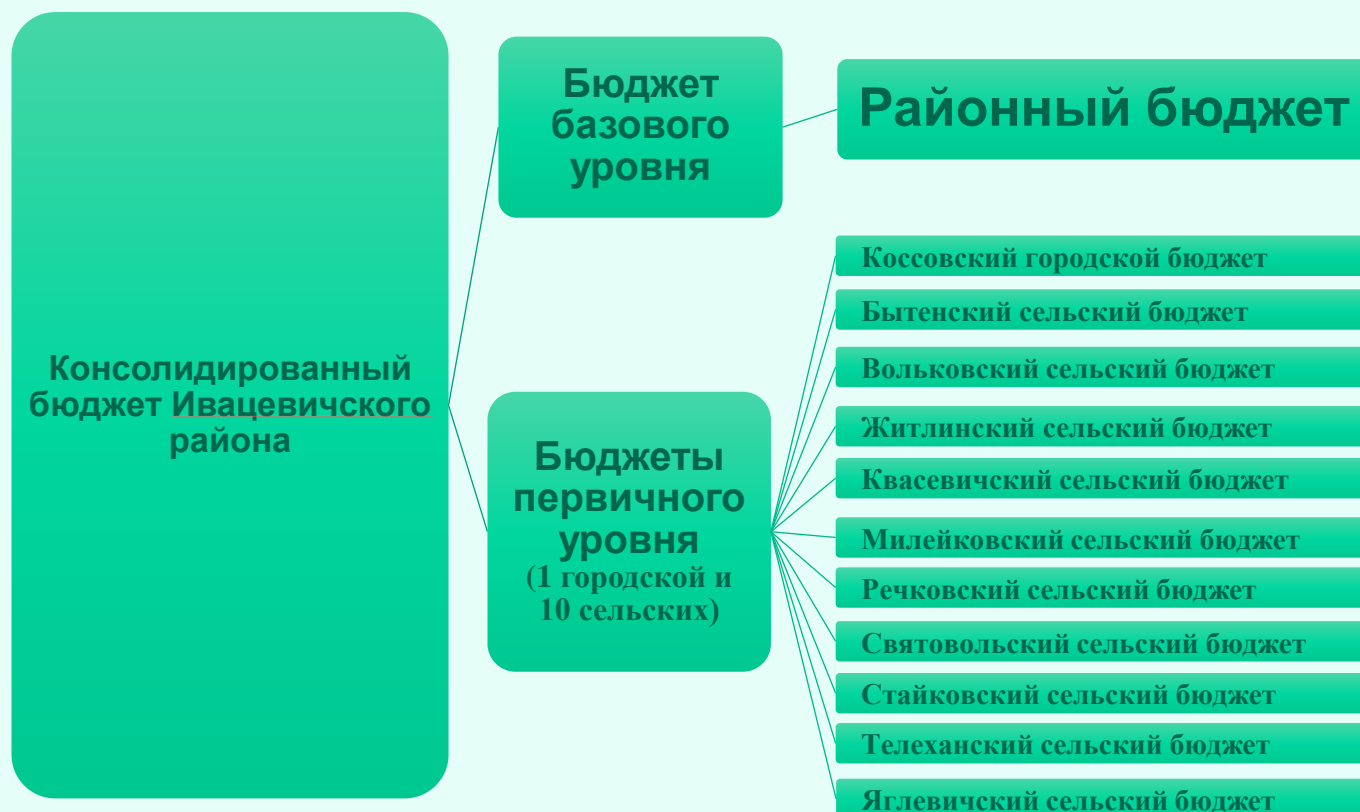 Консолидированный
бюджет Ивацевичского
района
Бюджет
базового
уровня
Районный бюджет
Бюджеты
первичного
уровня
(1 городской и
10 сельских)
Коссовский городской бюджет
Бытенский сельский бюджет
Вольковский сельский бюджет
Житлинский сельский бюджет
Квасевичский сельский бюджет
Милейковский сельский бюджет
Речковский сельский бюджет
Святовольский сельский бюджет
Стайковский сельский бюджет
Телеханский сельский бюджет
Яглевичский сельский бюджет